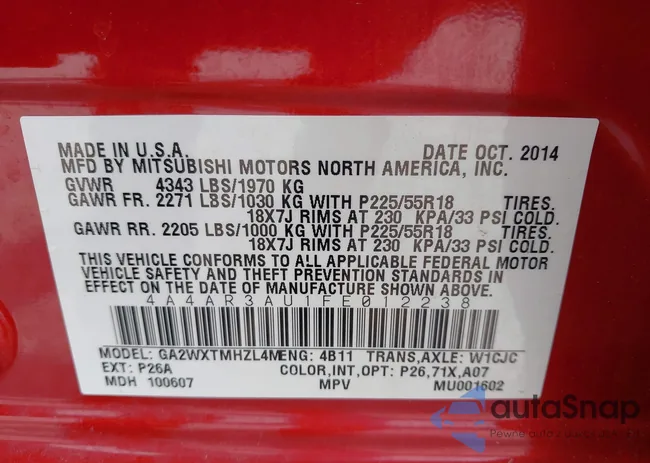 MADE IN U.S.A. DATE OCT. 2014
MFD BY MITSUBISHI MOTORS NORTH AMERICA, INC.
GVWR 4343 LBS/1970 KG
GAWR FR. 2271 LBS/1030 KG WITH P225/55R18 TIRES.
18X7J RIMS AT 230 KPA/33 PSI COLD.
GAWR RR. 2205 LBS/1000 KG WITH P225/55R18 TIRES.
18X7J RIMS AT 230 KPA/33 PSI COLD.
THIS VEHICLE CONFORMS TO ALL APPLICABLE FEDERAL MOTOR
VEHICLE SAFETY AND THEFT PREVENTION STANDARDS IN
EFFECT ON THE DATE OF MANUFACTURE SHOWN ABOVE.
4A4AR3AU1FE012238
MODEL: GA2WXTMHZL4M ENG: 4B11 TRANS,AXLE: W1CJC
EXT: P26A COLOR,INT,OPT: P26,71X,A07
MDH 100607 MPV MU001602
autaSnap
Pewne auta z usługą